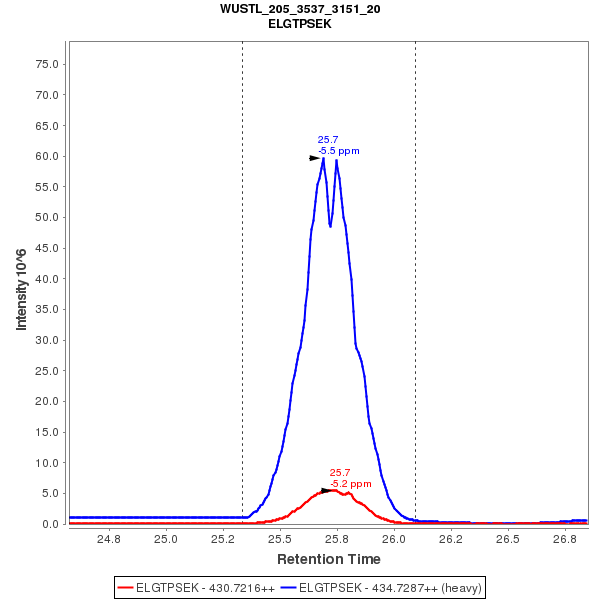 WUSTL_205_3537_3151_20
ELGTPSEK
75.0
70.0
65.0
60.0
55.0
50.0
45.0
40.0
35.0
30.0
25.0
20.0
15.0
10.0
5.0
0.0
Intensity 10^6
25.7
-5.5 ppm
25.7
-5.2 ppm
24.8 25.0 25.2 25.5 25.8 26.0 26.2 26.5 26.8
Retention Time
ELGTPSEK - 430.7216++ ELGTPSEK - 434.7287++ (heavy)